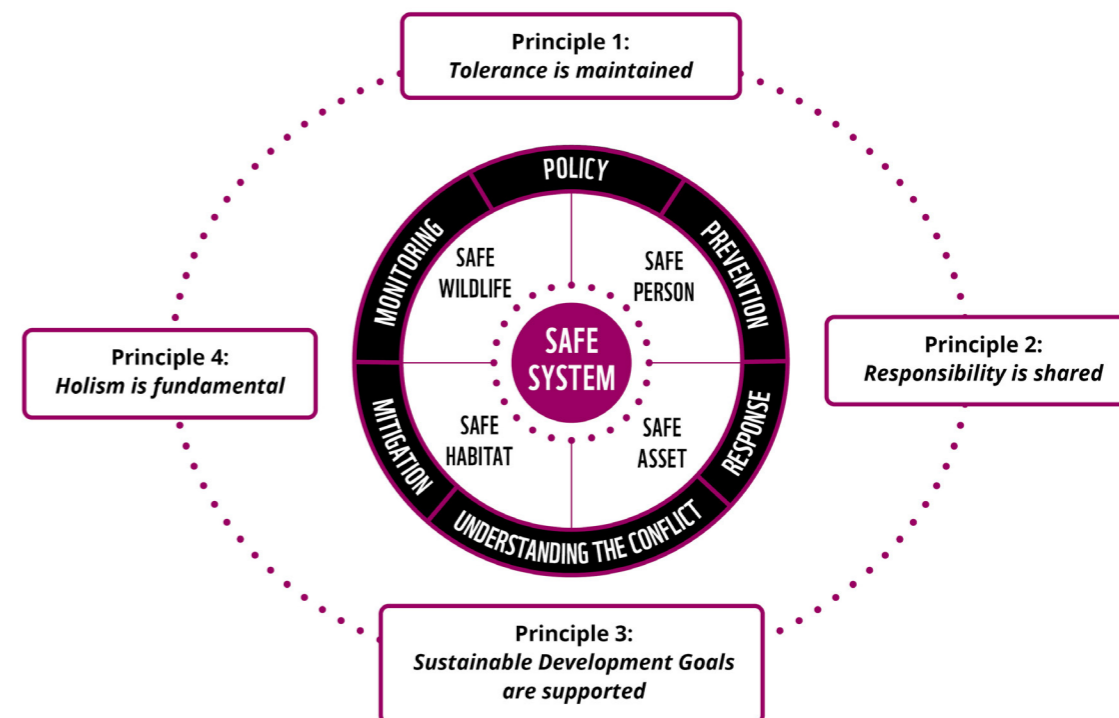 Principle 1:
Tolerance is maintained
POLICY
PREVENTION
RESPONSE
UNDERSTANDING THE CONFLICT
MITIGATION
MONITORING
SAFE
WILDLIFE
SAFE
PERSON
SAFE
SYSTEM
SAFE
HABITAT
SAFE
ASSET
Principle 4:
Holism is fundamental
Principle 2:
Responsibility is shared
Principle 3:
Sustainable Development Goals
are supported